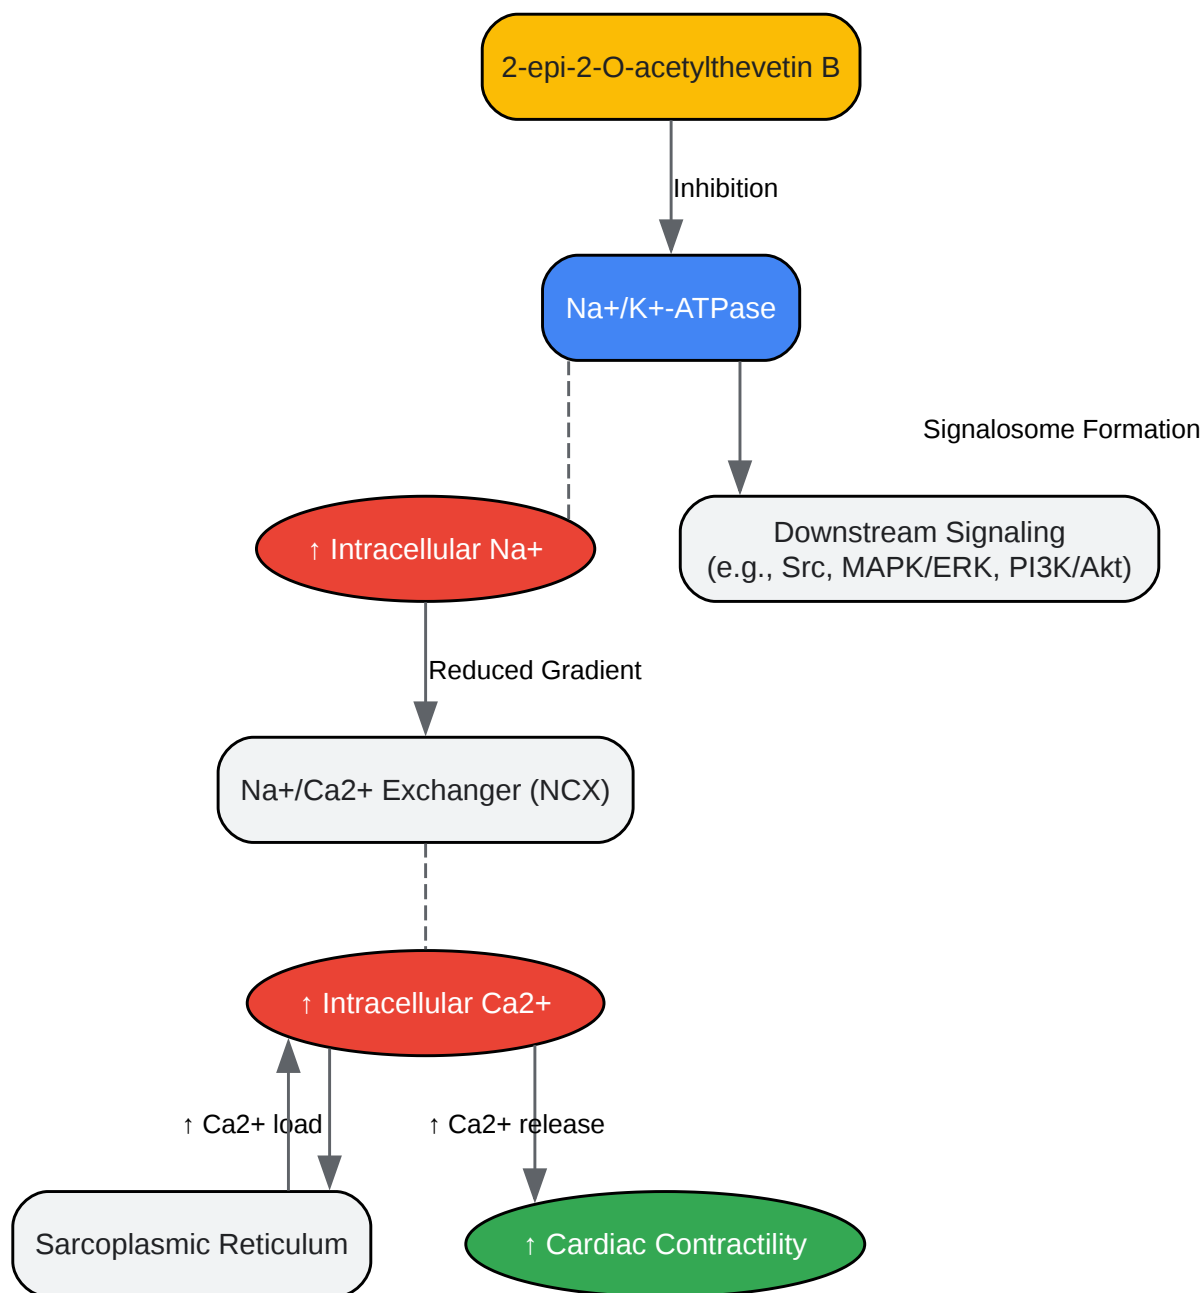 2-epi-2-O-acetylthevetin B
Inhibition
Na+/K+-ATPase
Signalosome Formation
↑ Intracellular Na+
Downstream Signaling
(e.g., Src, MAPK/ERK, PI3K/Akt)
Reduced Gradient
Na+/Ca2+ Exchanger (NCX)
↑ Intracellular Ca2+
↑ Ca2+ load
↑ Ca2+ release
Sarcoplasmic Reticulum
↑ Cardiac Contractility